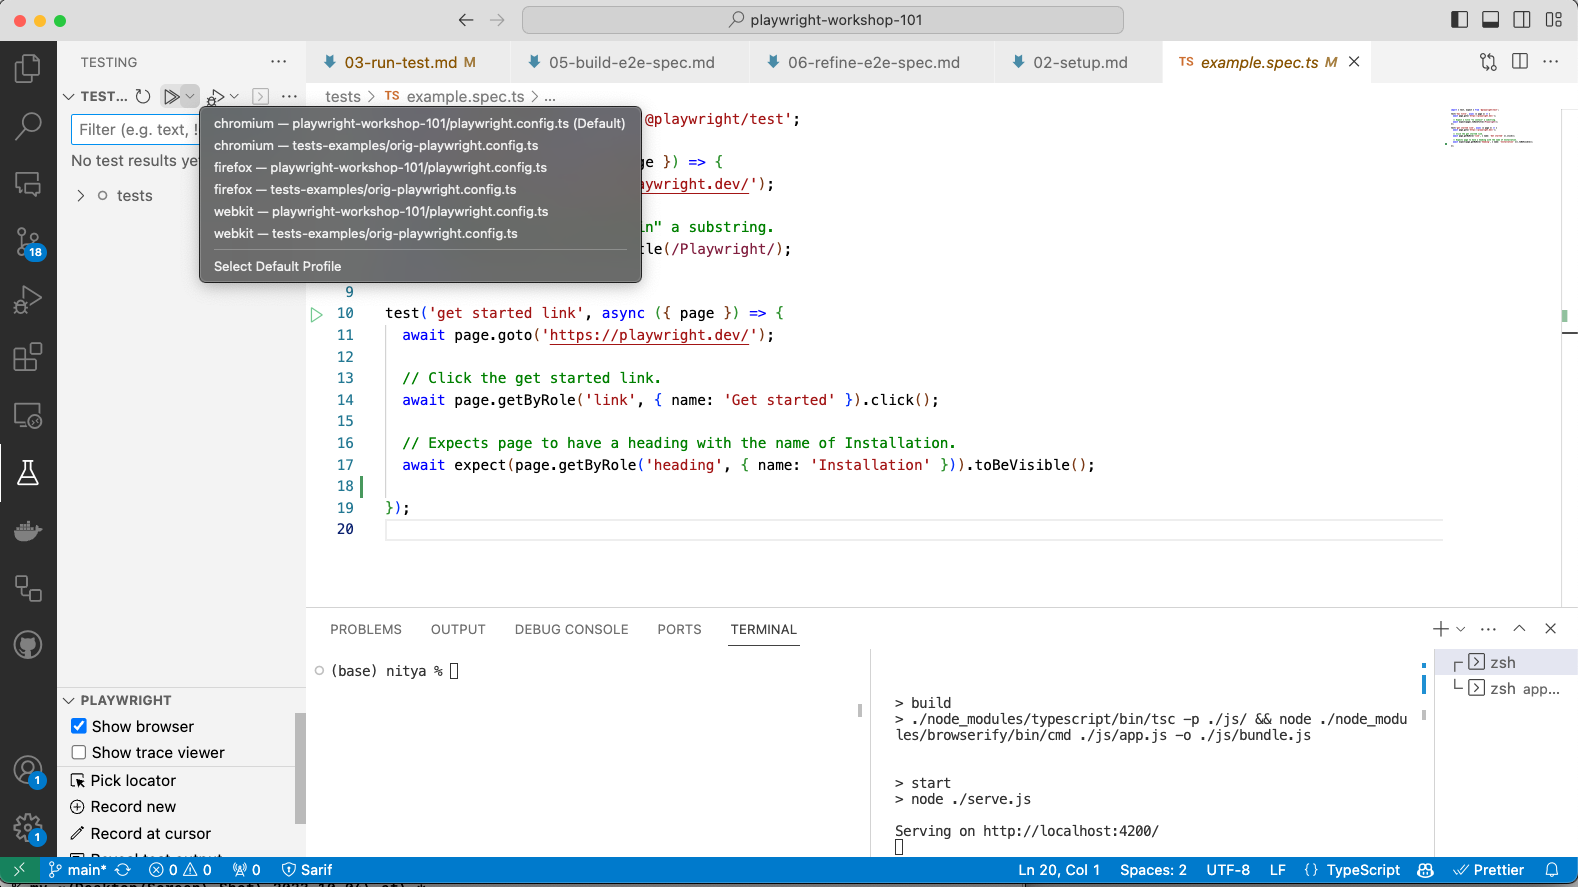 playwright-workshop-101
TESTING
03-run-test.md M
05-build-e2e-spec.md
06-refine-e2e-spec.md
02-setup.md
TS example.spec.ts M
TEST...
tests > TS example.spec.ts > ...
Filter (e.g. text, !
No test results ye
tests
chromium — playwright-workshop-101/playwright.config.ts (Default)
chromium — tests-examples/orig-playwright.config.ts
firefox — playwright-workshop-101/playwright.config.ts
firefox — tests-examples/orig-playwright.config.ts
webkit — playwright-workshop-101/playwright.config.ts
webkit — tests-examples/orig-playwright.config.ts
Select Default Profile
@playwright/test';
ge }) => {
aywright.dev/');
in" a substring.
tle(/Playwright/);
9
10 test('get started link', async ({ page }) => {
11 await page.goto('https://playwright.dev/');
12
13 // Click the get started link.
14 await page.getByRole('link', { name: 'Get started' }).click();
15
16 // Expects page to have a heading with the name of Installation.
17 await expect(page.getByRole('heading', { name: 'Installation' })).toBeVisible();
18
19 });
20
18
PROBLEMS
OUTPUT
DEBUG CONSOLE
PORTS
TERMINAL
(base) nitya %
> build
> ./node_modules/typescript/bin/tsc -p ./js/ && node ./node_modu
les/browserify/bin/cmd ./js/app.js -o ./js/bundle.js
> start
> node ./serve.js
Serving on http://localhost:4200/
zsh
zsh app...
PLAYWRIGHT
Show browser
Show trace viewer
Pick locator
Record new
Record at cursor
1
1
main*
0 0
0
Sarif
Ln 20, Col 1
Spaces: 2
UTF-8
LF
{ } TypeScript
Prettier